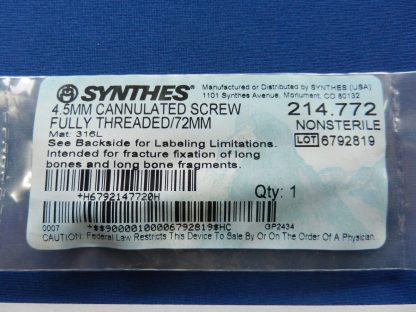 SYNTHES® Manufactured or Distributed by SYNTHES (USA)
1101 Synthes Avenue, Monument, CO 80132
4.5MM CANNULATED SCREW 214.772
FULLY THREADED/72MM NONSTERILE
Mat: 316L LOT 6792819
See Backside for Labeling Limitations.
Intended for fracture fixation of long
bones and long bone fragments.
Qty: 1
+H6792147720H
0007 +$$90000100006792819#HC GP2434
CAUTION: Federal Law Restricts This Device To Sale By Or On The Order Of A Physician.